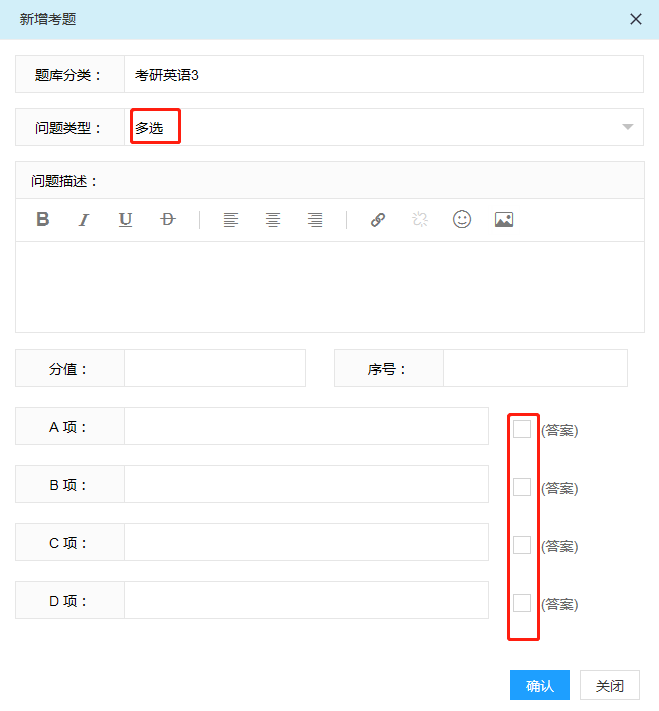 新增考题
题库分类： 考研英语3
问题类型： 多选
问题描述：
B I U D
分值： 序号：
A 项： (答案)
B 项： (答案)
C 项： (答案)
D 项： (答案)
确认 关闭